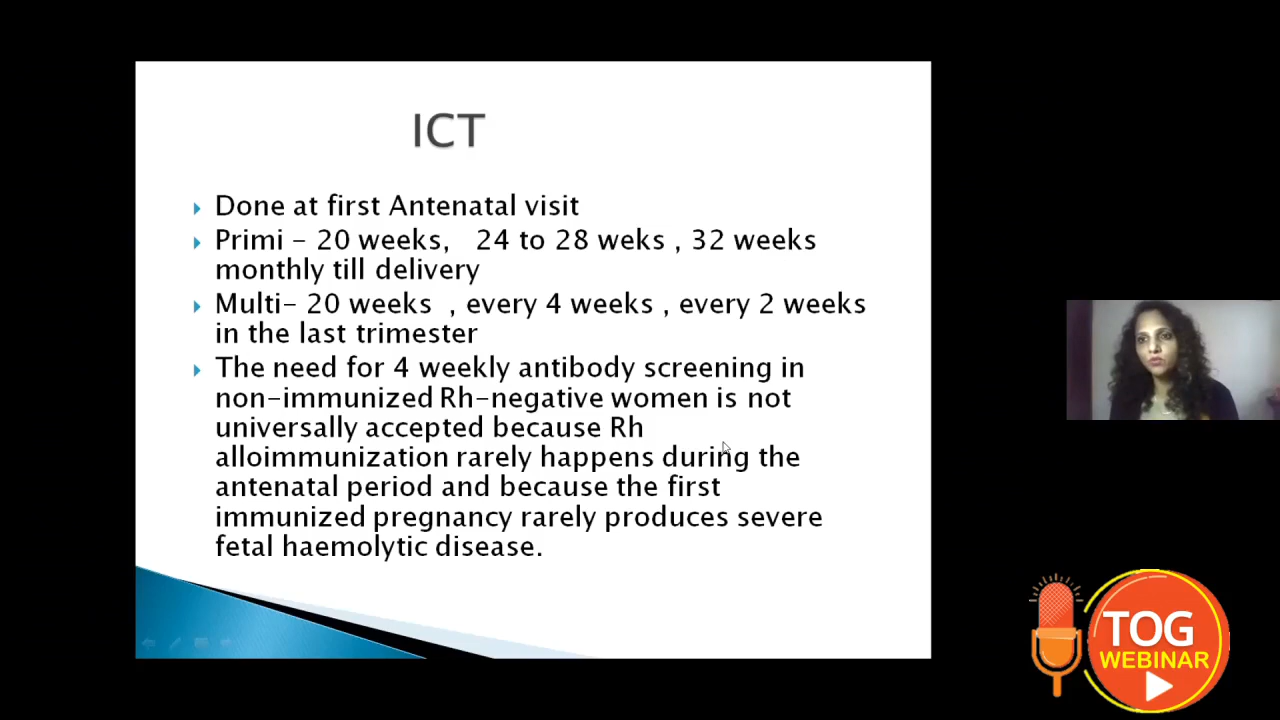 ICT
Done at first Antenatal visit
Primi – 20 weeks, 24 to 28 weks , 32 weeks
monthly till delivery
Multi– 20 weeks , every 4 weeks , every 2 weeks
in the last trimester
The need for 4 weekly antibody screening in
non-immunized Rh-negative women is not
universally accepted because Rh
alloimmunization rarely happens during the
antenatal period and because the first
immunized pregnancy rarely produces severe
fetal haemolytic disease.
TOG
WEBINAR